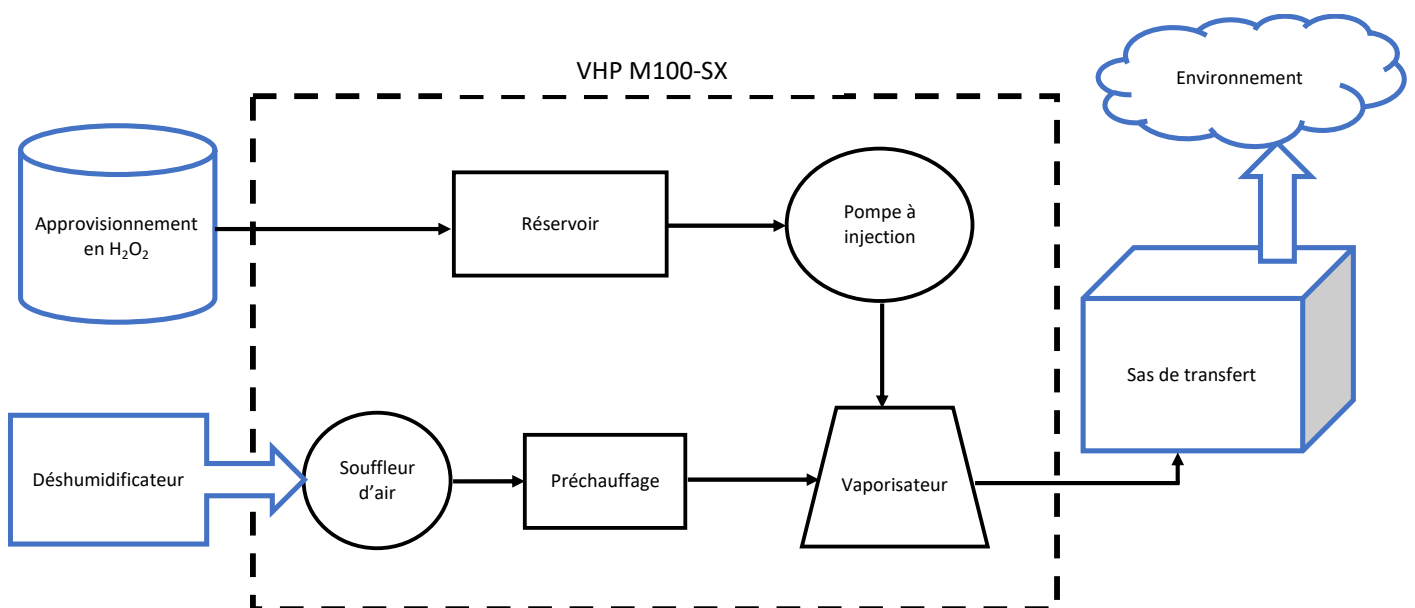 VHP M100-SX
Environnement
Approvisionnement
en H₂O₂
Réservoir
Pompe à
injection
Sas de transfert
Déshumidificateur
Souffleur
d’air
Préchauffage
Vaporisateur